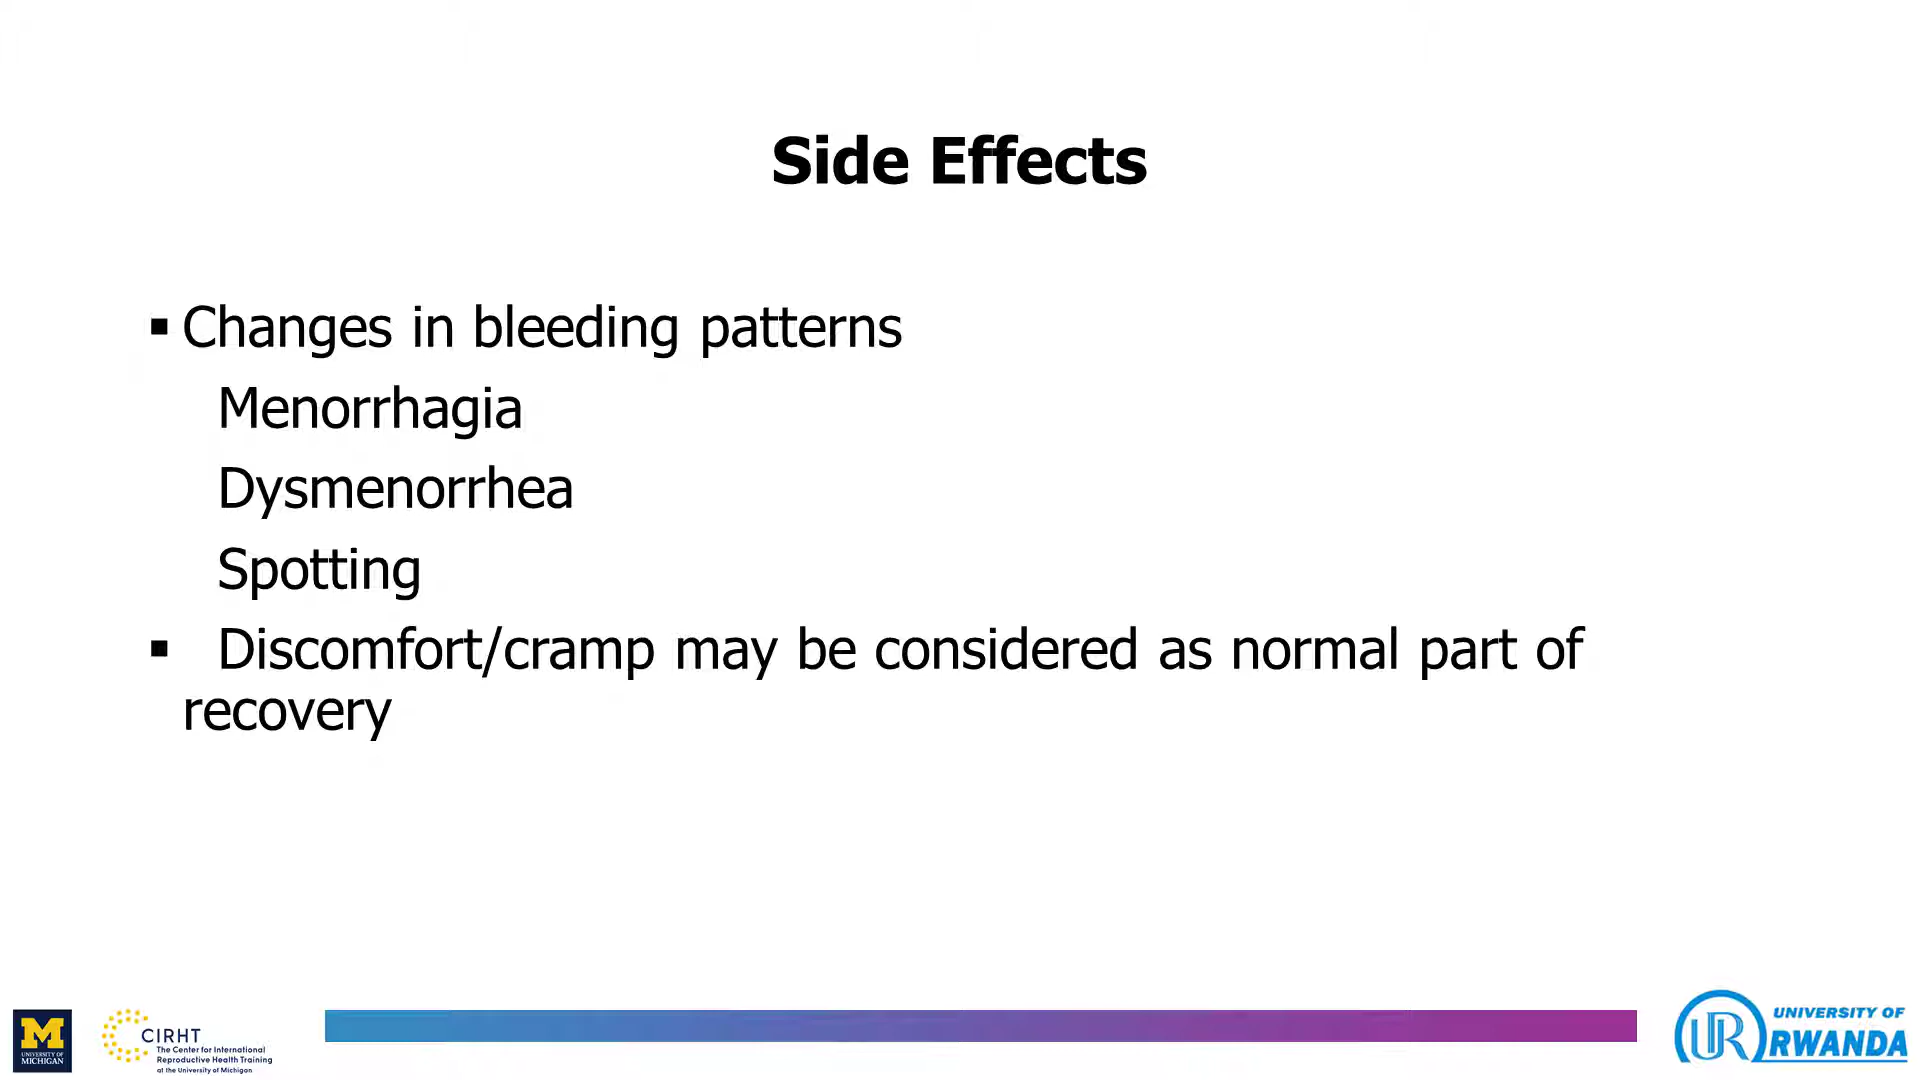 Side Effects
▪ Changes in bleeding patterns
Menorrhagia
Dysmenorrhea
Spotting
▪ Discomfort/cramp may be considered as normal part of
recovery
M
UNIVERSITY OF
MICHIGAN
CIRHT
The Center for International
Reproductive Health Training
at the University of Michigan
UR
UNIVERSITY OF
RWANDA